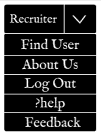 Recruiter
Find User
About Us
Log Out
?help
Feedback